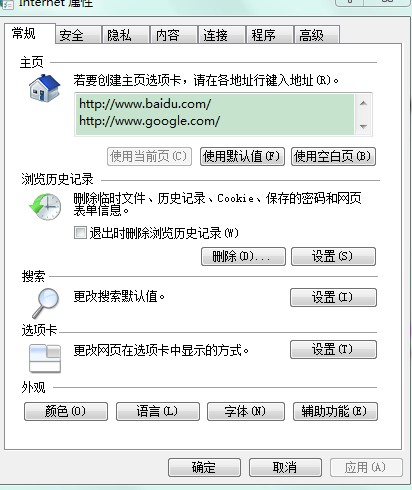 Internet 属性
常规 安全 隐私 内容 连接 程序 高级
主页
若要创建主页选项卡，请在各地址行键入地址(R)。
http://www.baidu.com/
http://www.google.com/
使用当前页(C) 使用默认值(F) 使用空白页(B)
浏览历史记录
删除临时文件、历史记录、Cookie、保存的密码和网页
表单信息。
退出时删除浏览历史记录(W)
删除(D)... 设置(S)
搜索
更改搜索默认值。 设置(I)
选项卡
更改网页在选项卡中显示的方式。 设置(T)
外观
颜色(O) 语言(L) 字体(N) 辅助功能(E)
确定 取消 应用(A)